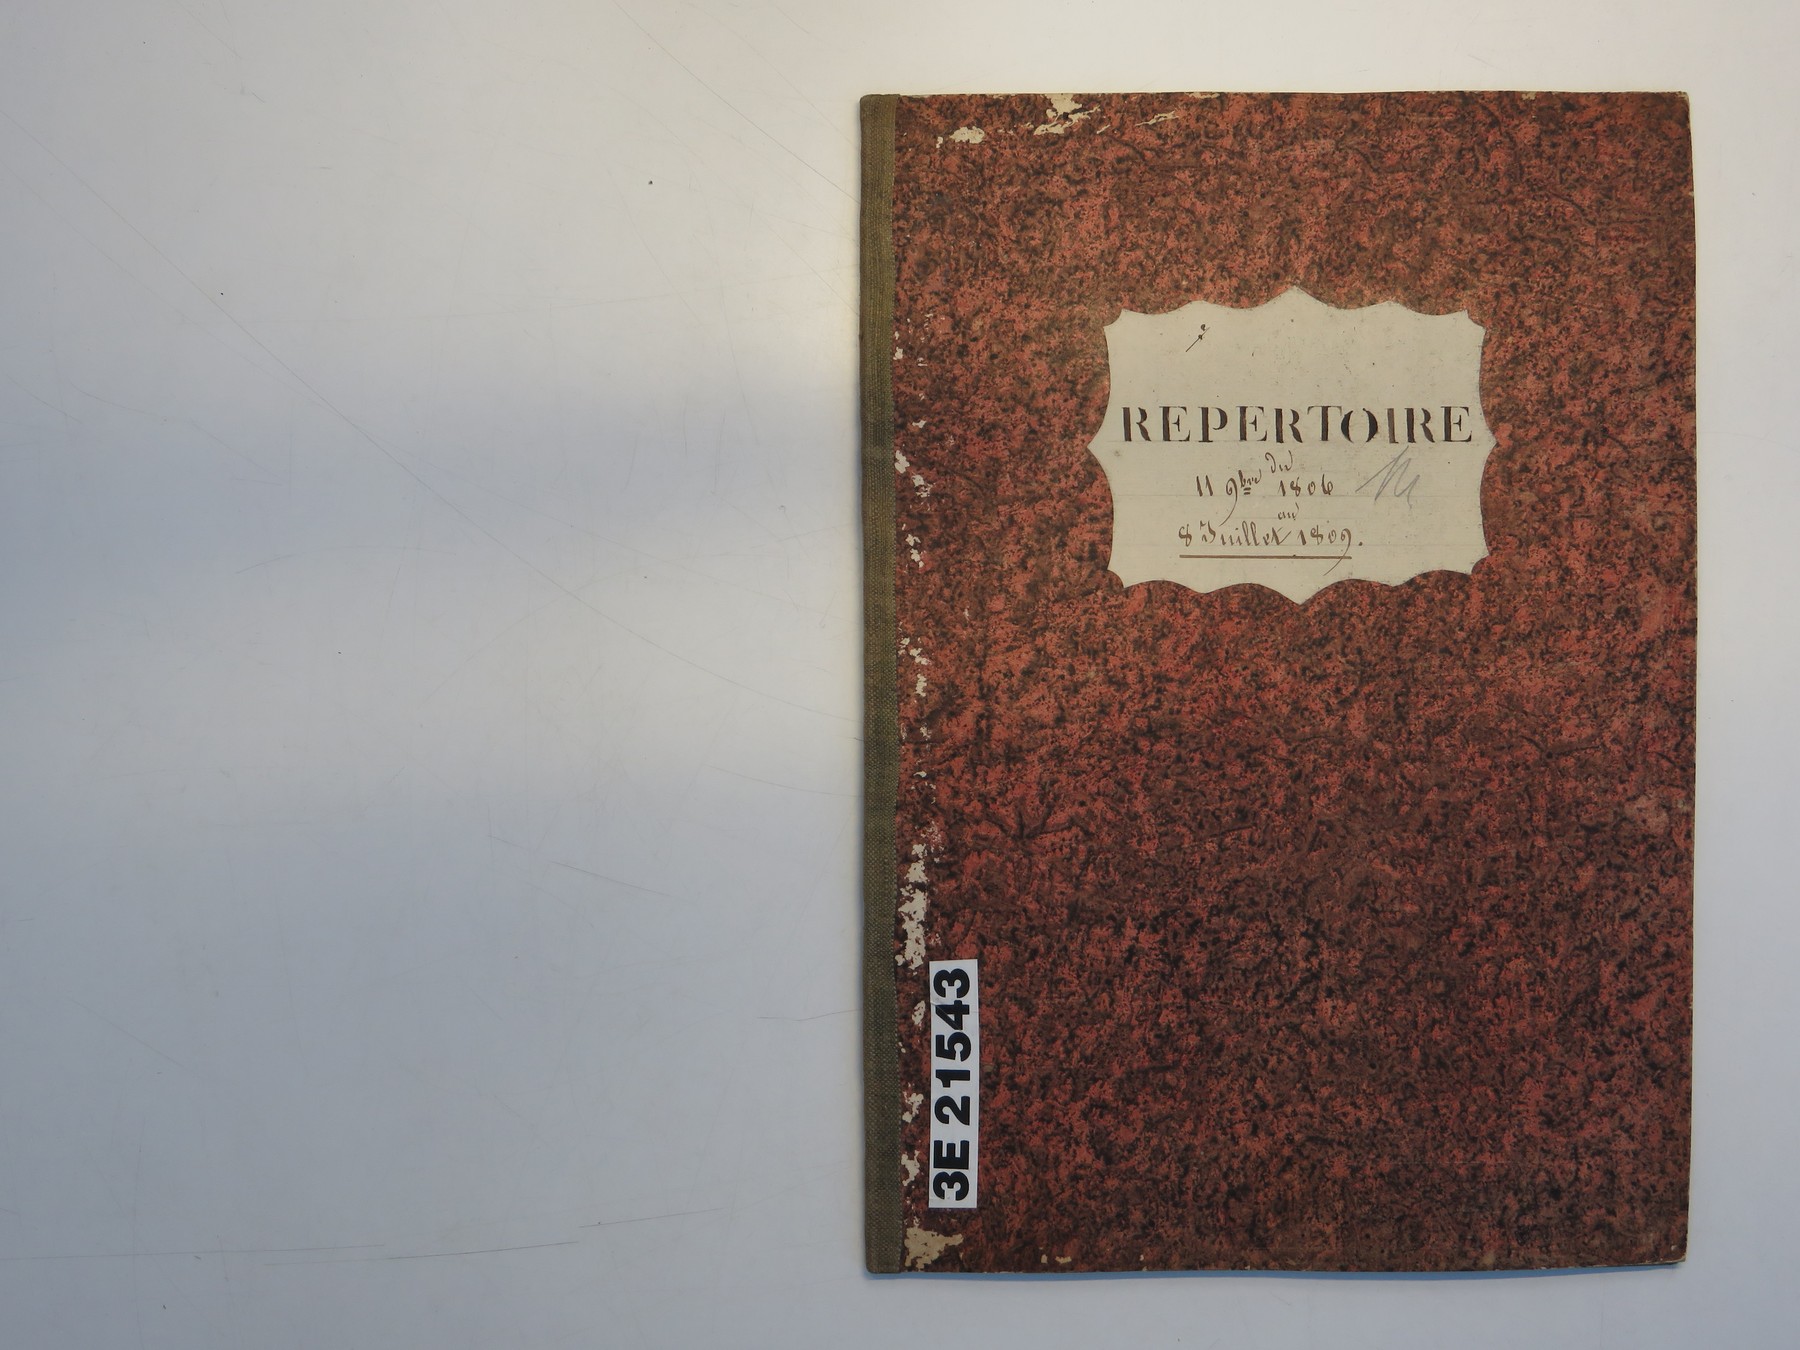 REPERTOIRE
du
11 9bre 1806
au
8 Juillet 1809.
3E 21543